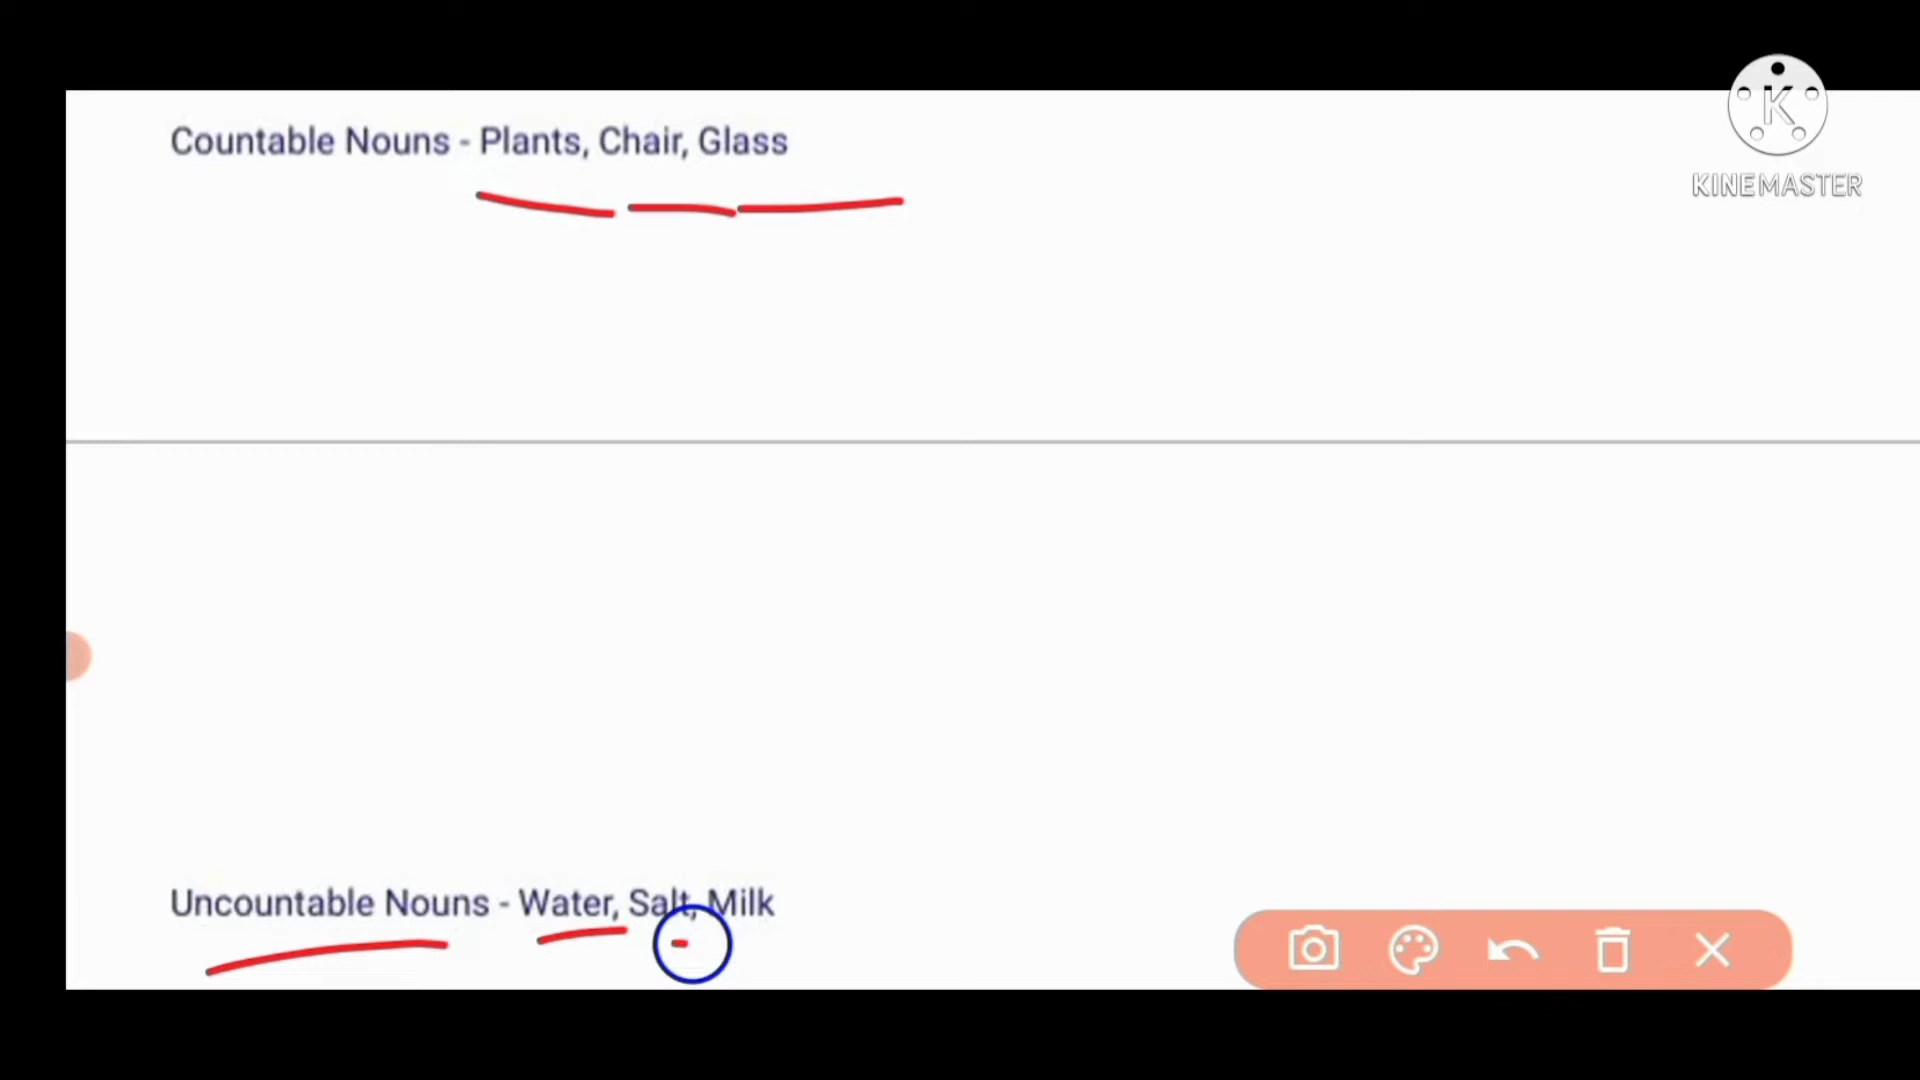 Countable Nouns - Plants, Chair, Glass
KINEMASTER
Uncountable Nouns - Water, Salt, Milk